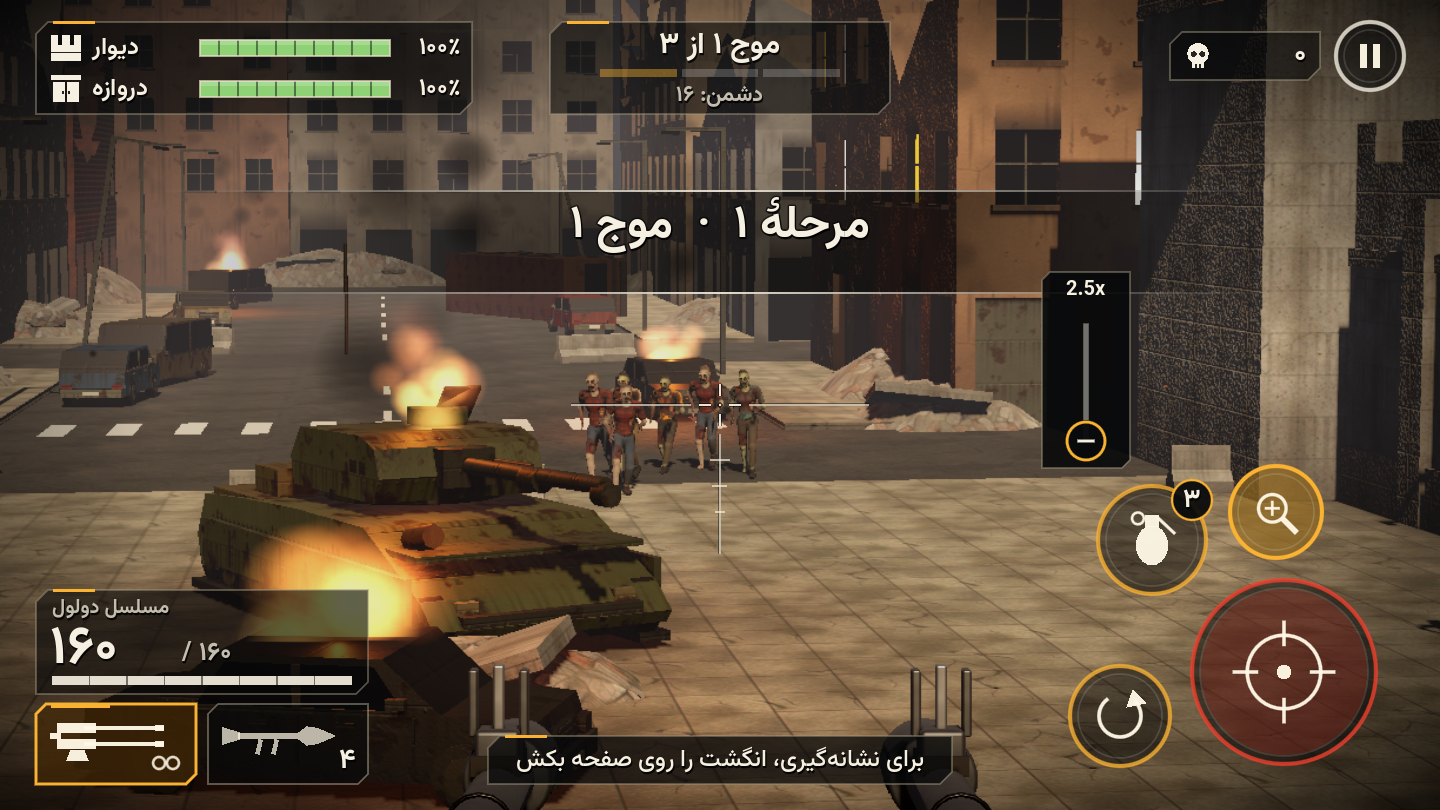 دیوار ۱۰۰٪
دروازه ۱۰۰٪
موج ۱ از ۳
دشمن: ۱۶
۰
مرحلهٔ ۱ · موج ۱
2.5x
۳
مسلسل دولول
۱۶۰ / ۱۶۰
∞
۴
برای نشانه‌گیری، انگشت را روی صفحه بکش